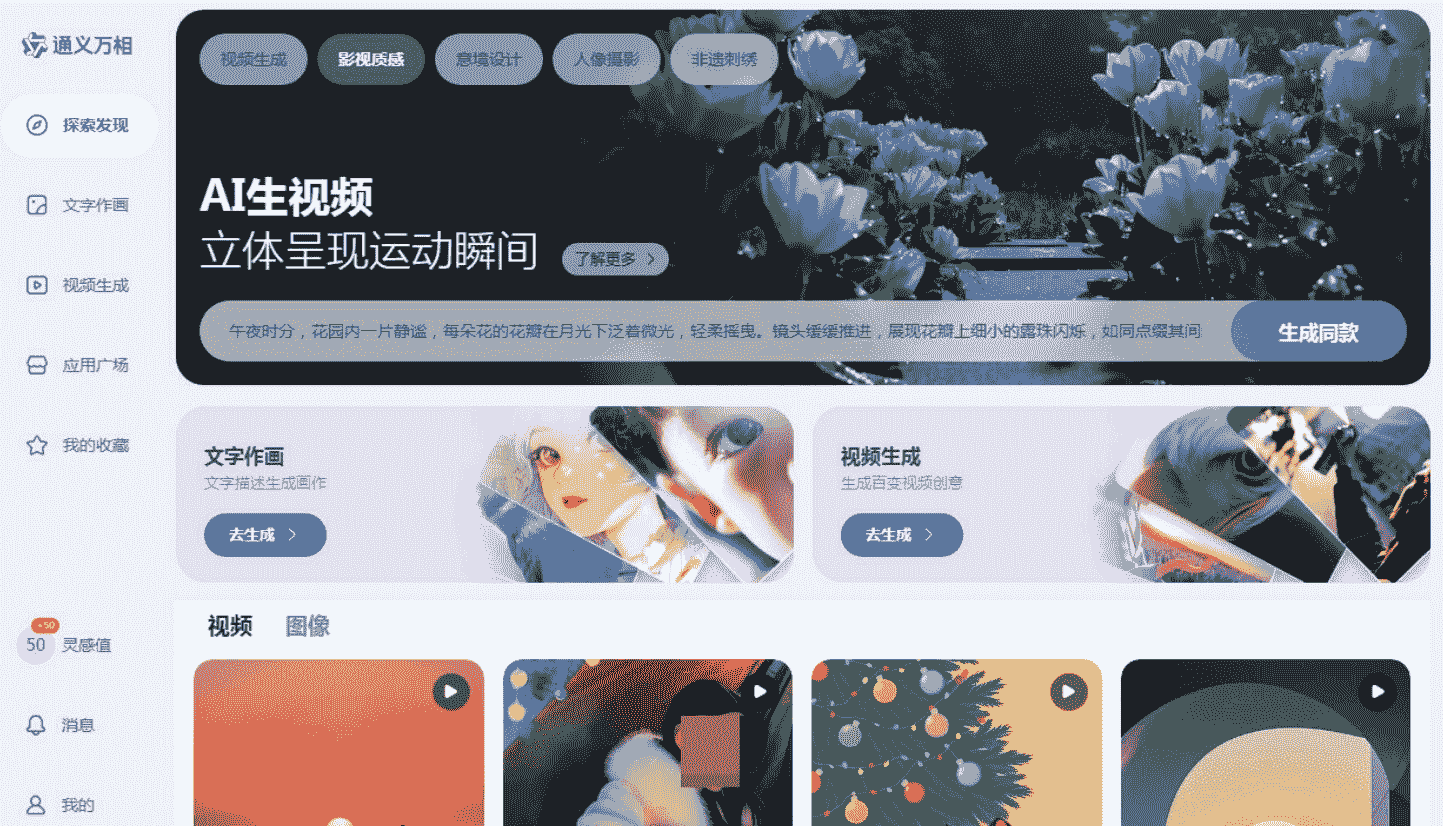 通义万相
探索发现
文字作画
视频生成
应用广场
我的收藏
+50
50 灵感值
消息
我的
视频生成 影视质感 意境设计 人像摄影 非遗刺绣
AI生视频
立体呈现运动瞬间 了解更多
午夜时分，花园内一片静谧，每朵花的花瓣在月光下泛着微光，轻柔摇曳。镜头缓缓推进，展现花瓣上细小的露珠闪烁，如同点缀其间 生成同款
文字作画
文字描述生成画作
去生成
视频生成
生成百变视频创意
去生成
视频 图像